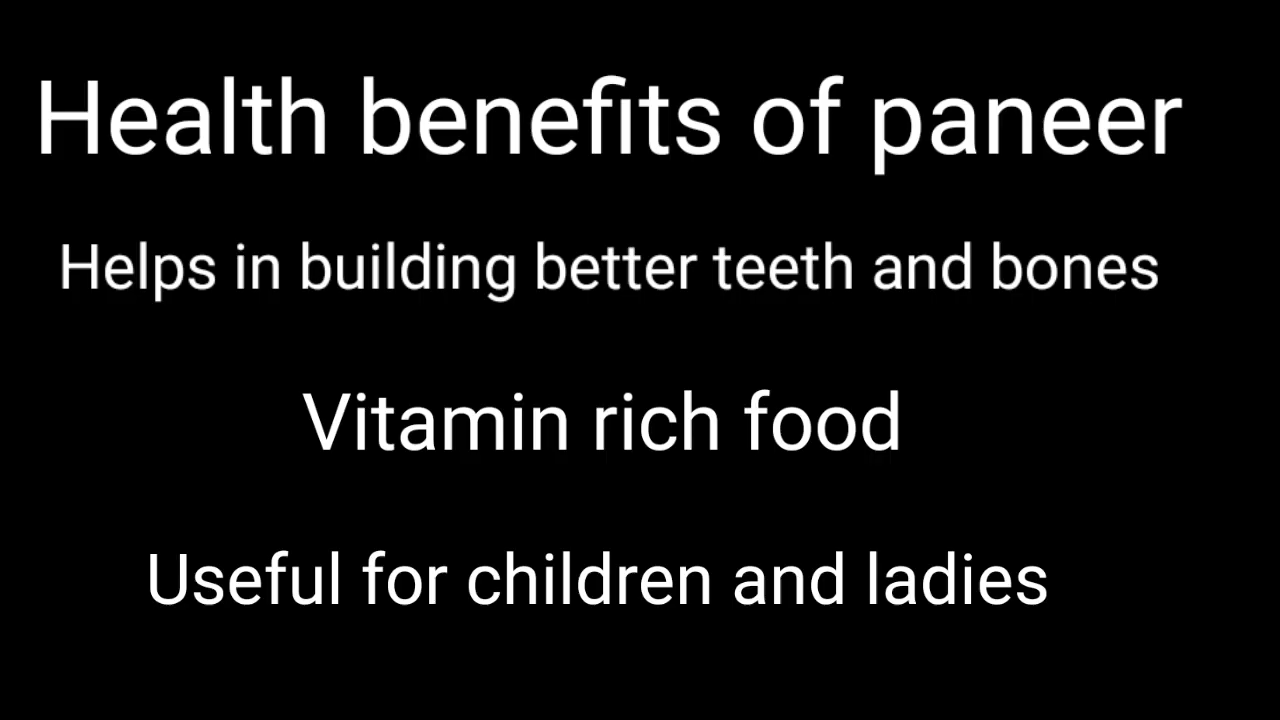 Health benefits of paneer
Helps in building better teeth and bones
Vitamin rich food
Useful for children and ladies